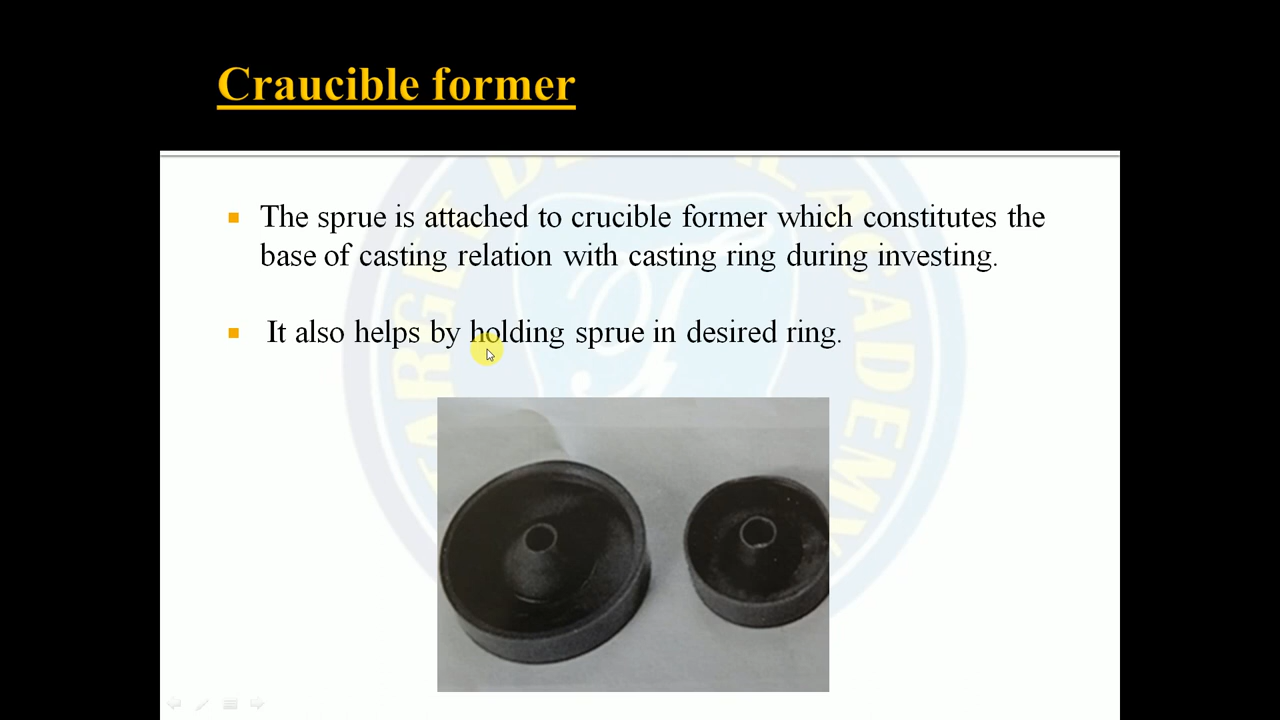 Craucible former
The sprue is attached to crucible former which constitutes the
base of casting relation with casting ring during investing.
It also helps by holding sprue in desired ring.